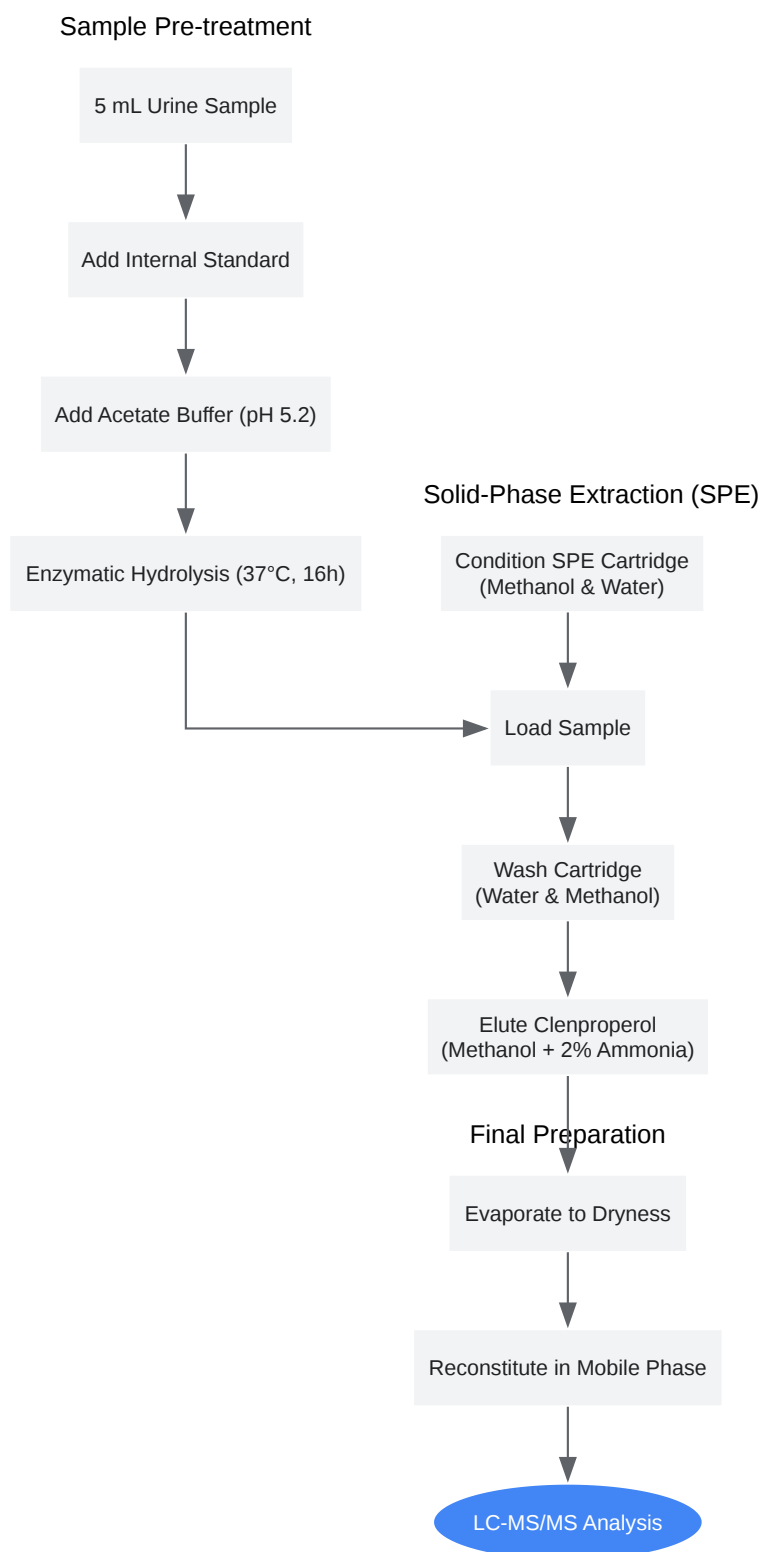 Sample Pre-treatment
5 mL Urine Sample
Add Internal Standard
Add Acetate Buffer (pH 5.2)
Enzymatic Hydrolysis (37°C, 16h)
Solid-Phase Extraction (SPE)
Condition SPE Cartridge
(Methanol & Water)
Load Sample
Wash Cartridge
(Water & Methanol)
Elute Clenproperol
(Methanol + 2% Ammonia)
Final Preparation
Evaporate to Dryness
Reconstitute in Mobile Phase
LC-MS/MS Analysis